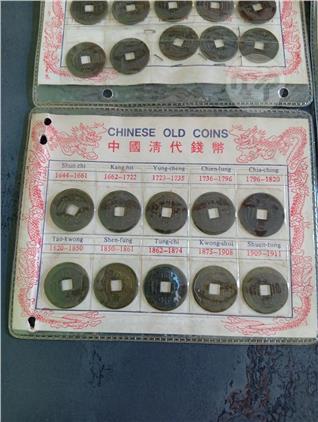 CHINESE OLD COINS
中國清代錢幣
Shun-chi Kang-hsi Yung-cheng Chien-lung Chia-ching
1644-1661 1662-1722 1723-1735 1736-1796 1796-1820
Tao-kwong Shen-fung Tung-chi Kwong-shui Shuen-tung
1820-1850 1850-1861 1862-1874 1875-1908 1909-1911